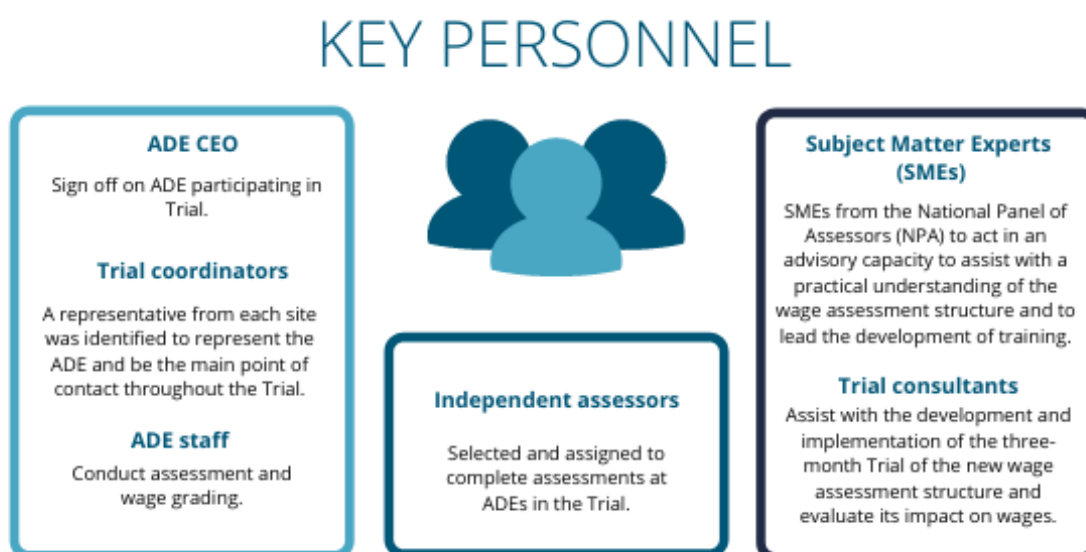 KEY PERSONNEL
ADE CEO
Sign off on ADE participating in
Trial.
Trial coordinators
A representative from each site
was identified to represent the
ADE and be the main point of
contact throughout the Trial.
ADE staff
Conduct assessment and
wage grading.
Independent assessors
Selected and assigned to
complete assessments at
ADEs in the Trial.
Subject Matter Experts
(SMEs)
SMEs from the National Panel of
Assessors (NPA) to act in an
advisory capacity to assist with a
practical understanding of the
wage assessment structure and to
lead the development of training.
Trial consultants
Assist with the development and
implementation of the three-
month Trial of the new wage
assessment structure and
evaluate its impact on wages.